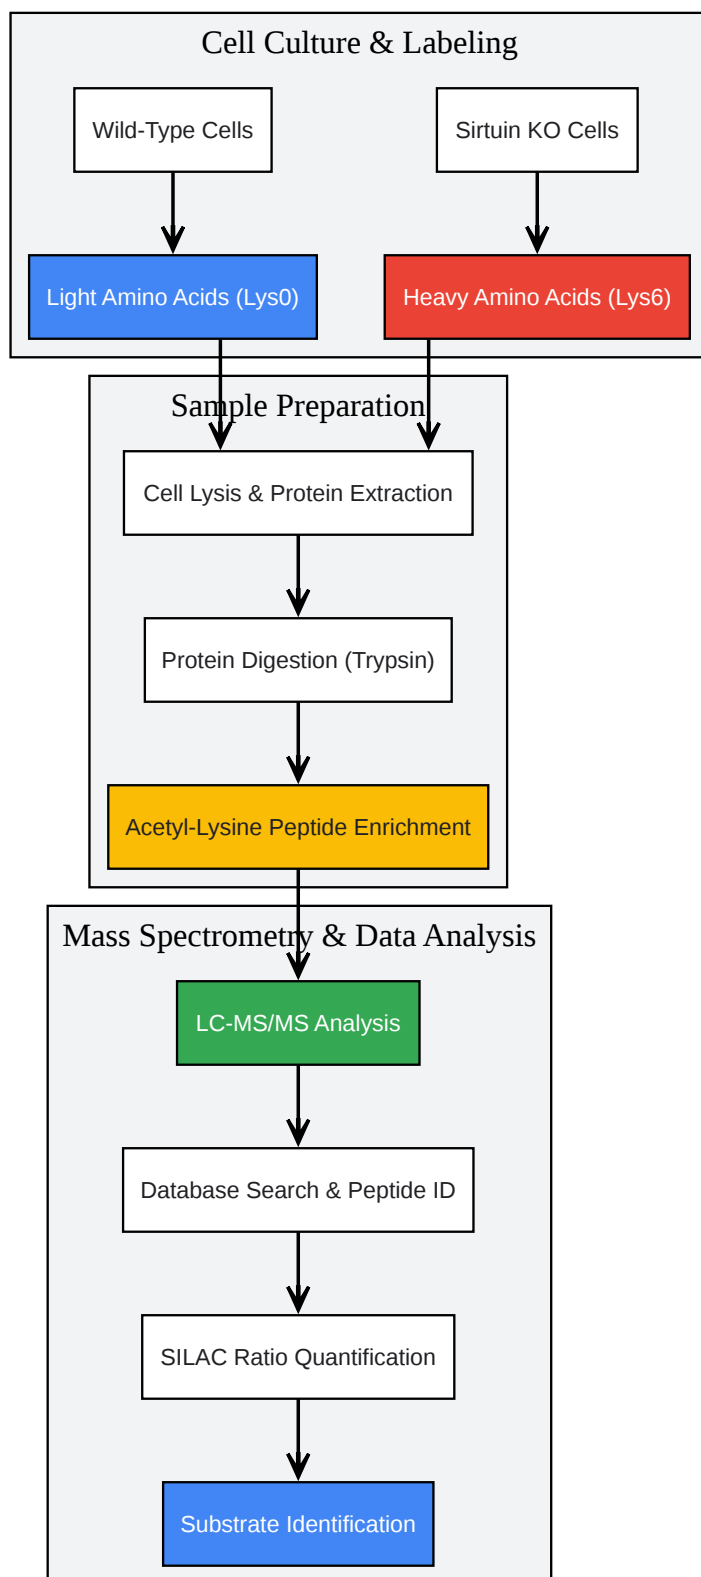 Cell Culture & Labeling
Wild-Type Cells
Sirtuin KO Cells
Light Amino Acids (Lys0)
Heavy Amino Acids (Lys6)
Sample Preparation
Cell Lysis & Protein Extraction
Protein Digestion (Trypsin)
Acetyl-Lysine Peptide Enrichment
Mass Spectrometry & Data Analysis
LC-MS/MS Analysis
Database Search & Peptide ID
SILAC Ratio Quantification
Substrate Identification